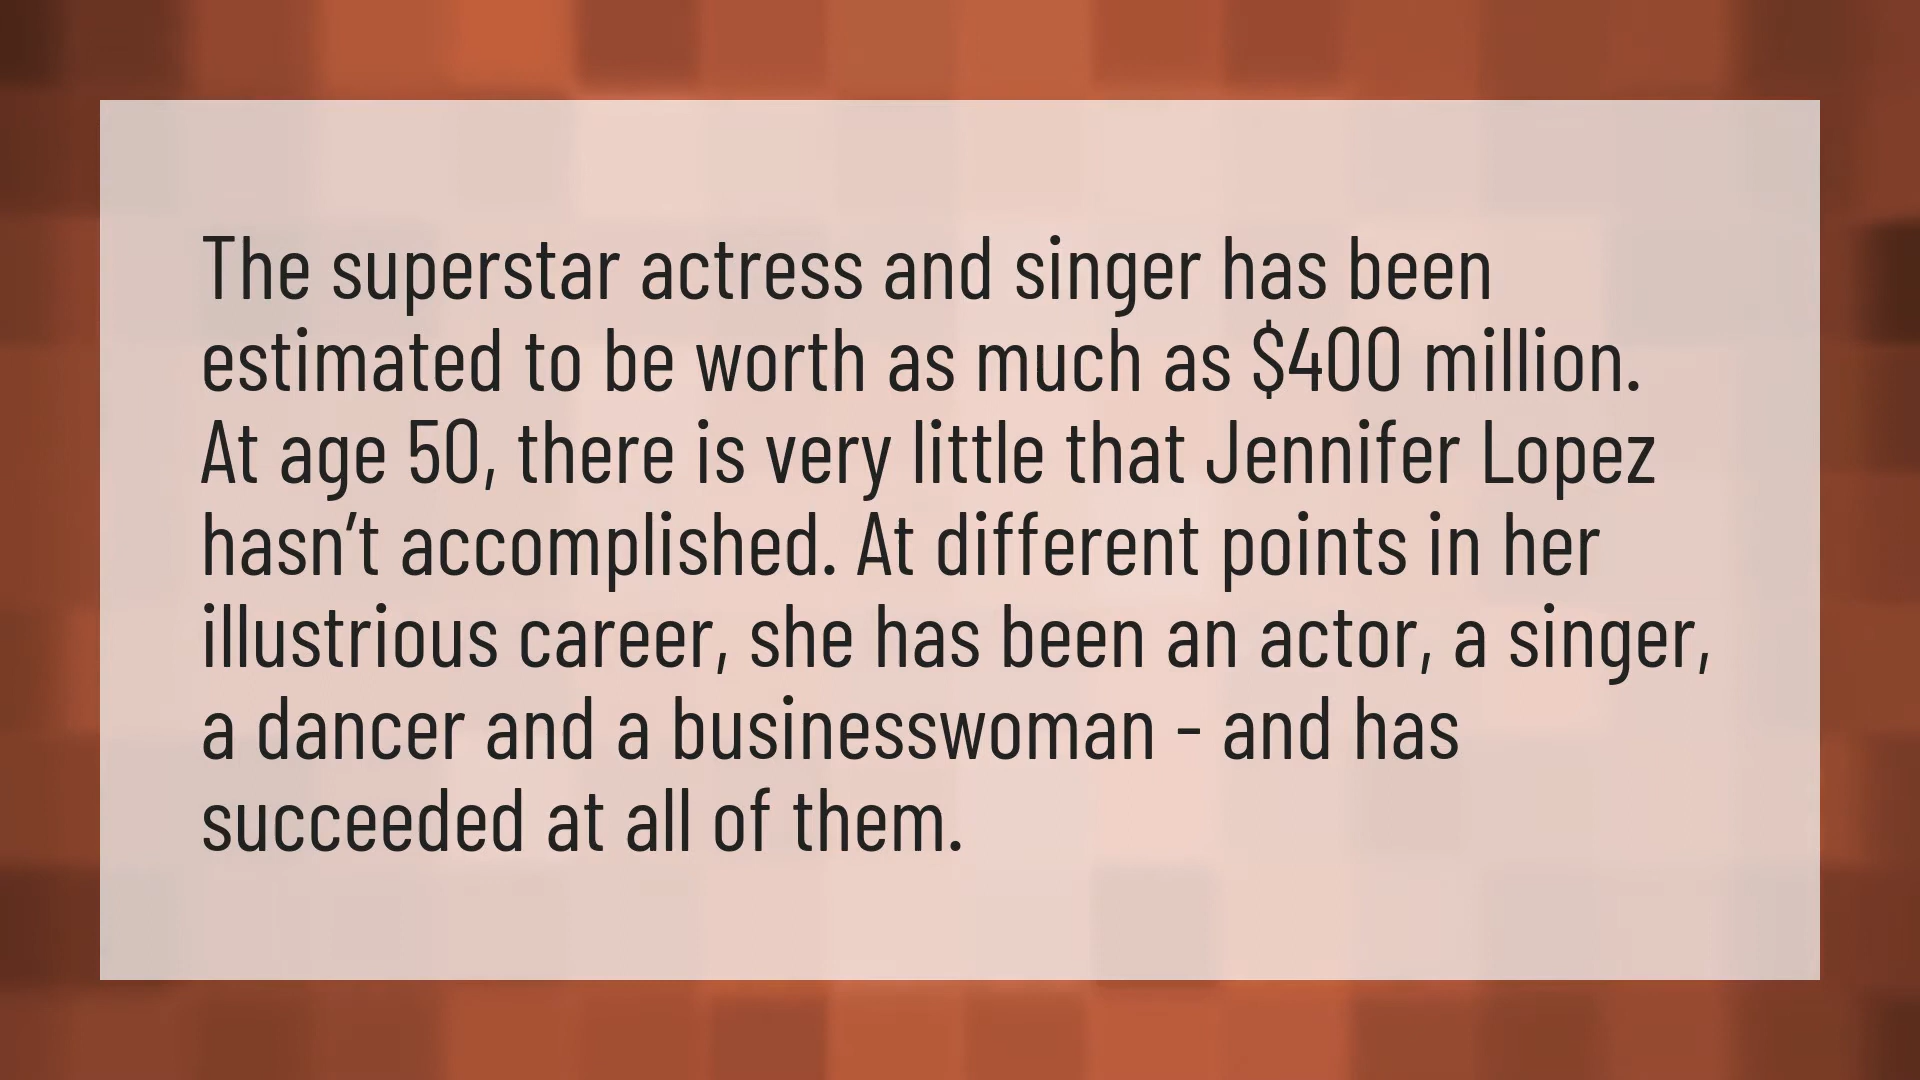 The superstar actress and singer has been
estimated to be worth as much as $400 million.
At age 50, there is very little that Jennifer Lopez
hasn’t accomplished. At different points in her
illustrious career, she has been an actor, a singer,
a dancer and a businesswoman - and has
succeeded at all of them.